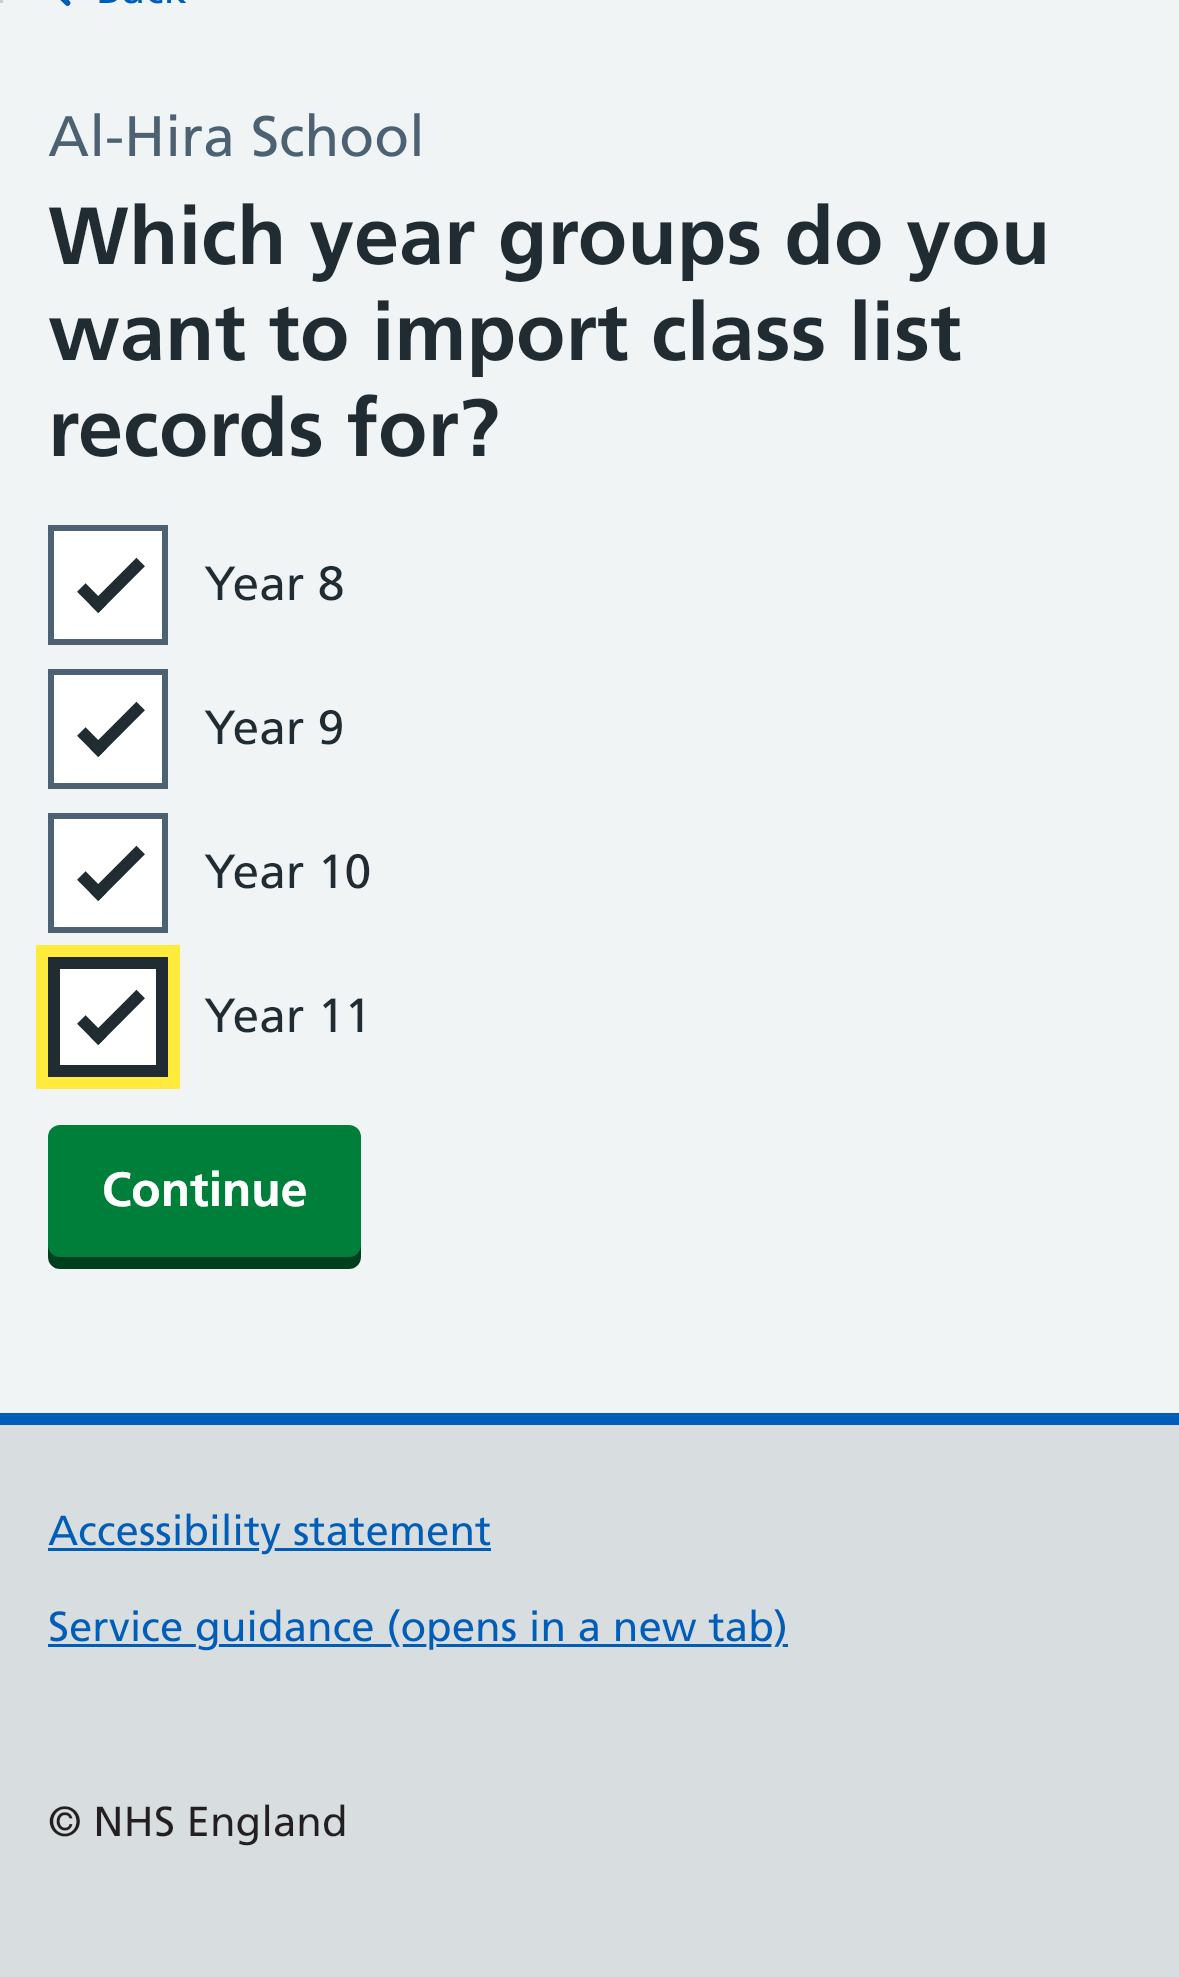 Back
Al-Hira School
Which year groups do you
want to import class list
records for?
Year 8
Year 9
Year 10
Year 11
Continue
Accessibility statement
Service guidance (opens in a new tab)
© NHS England